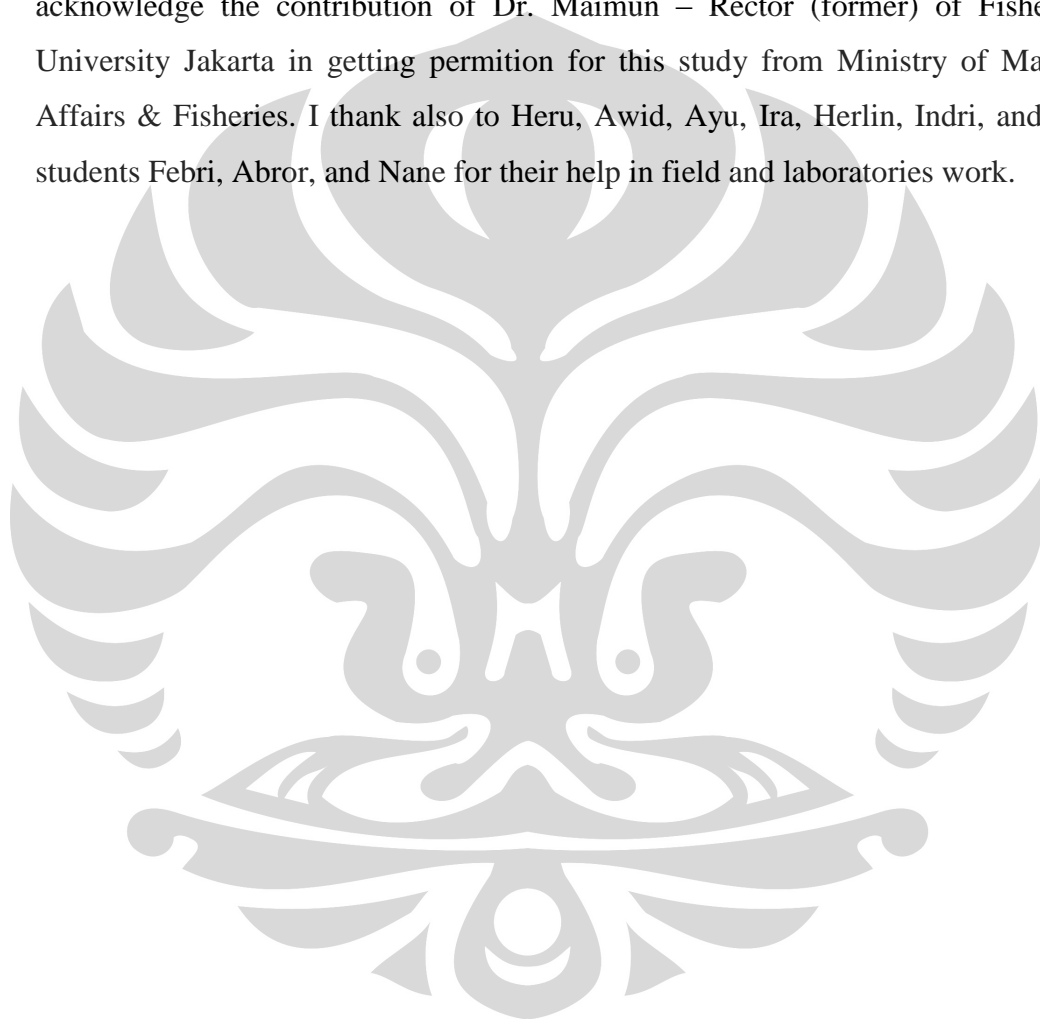 acknowledge the contribution of Dr. Maimun – Rector (former) of Fishe
University Jakarta in getting permition for this study from Ministry of Ma
Affairs & Fisheries. I thank also to Heru, Awid, Ayu, Ira, Herlin, Indri, and
students Febri, Abror, and Nane for their help in field and laboratories work.